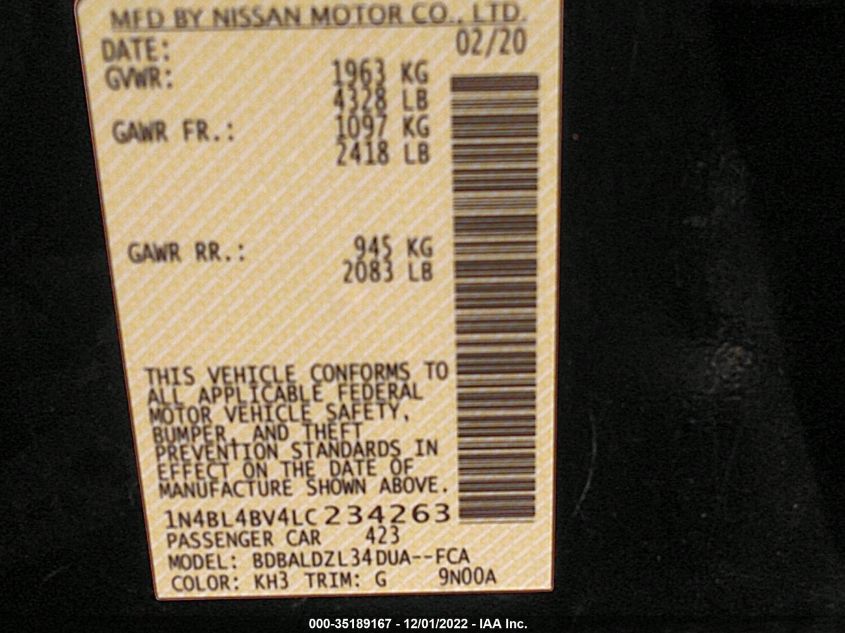 MFD BY NISSAN MOTOR CO., LTD.
DATE: 02/20
GVWR: 1963 KG
4328 LB
GAWR FR.: 1097 KG
2418 LB
GAWR RR.: 945 KG
2083 LB
THIS VEHICLE CONFORMS TO
ALL APPLICABLE FEDERAL
MOTOR VEHICLE SAFETY,
BUMPER, AND THEFT
PREVENTION STANDARDS IN
EFFECT ON THE DATE OF
MANUFACTURE SHOWN ABOVE.
1N4BL4BV4LC234263
PASSENGER CAR 423
MODEL: BDBALDZL34DUA--FCA
COLOR: KH3 TRIM: G 9N00A
000-35189167 - 12/01/2022 - IAA Inc.